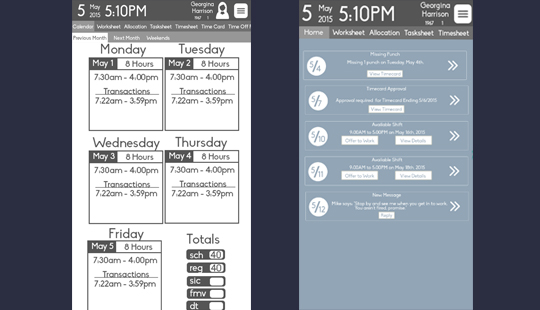 5 May 2015 5:10PM Georgina Harrison 1967 1
Calendar Worksheet Allocation Tasksheet Timesheet Time Card Time Off
Previous Month Next Month Weekends
Monday Tuesday
May 1 8 Hours May 2 8 Hours
7:30am - 4:00pm 7:30am - 4:00pm
Transactions Transactions
7:22am - 3:59pm 7:22am - 3:59pm
Wednesday Thursday
May 3 8 Hours May 4 8 Hours
7:30am - 4:00pm 7:30am - 4:00pm
Transactions Transactions
7:22am - 3:59pm 7:22am - 3:59pm
Friday
May 5 8 Hours
7:30am - 4:00pm
Transactions
7:22am - 3:59pm
Totals
sch 40
reg 40
sic
fmv
dt
5 May 2015 5:10PM Georgina Harrison 1967 1
Home Worksheet Allocation Tasksheet Timesheet
5/4
Missing Punch
Missing 1 punch on Tuesday May 4th.
View Timecard
5/7
Timecard Approval
Approval required for Timecard Ending 5/9/2015
View Timecard
5/10
Available Shift
9:00AM to 5:00PM on May 16th, 2015
Offer to Work View Details
5/11
Available Shift
9:00AM to 5:00PM on May 18th, 2015
Offer to Work View Details
5/12
New Message
Mike says: "Stop by and see me when you get in to work.
You aren't fired, promise.
Reply